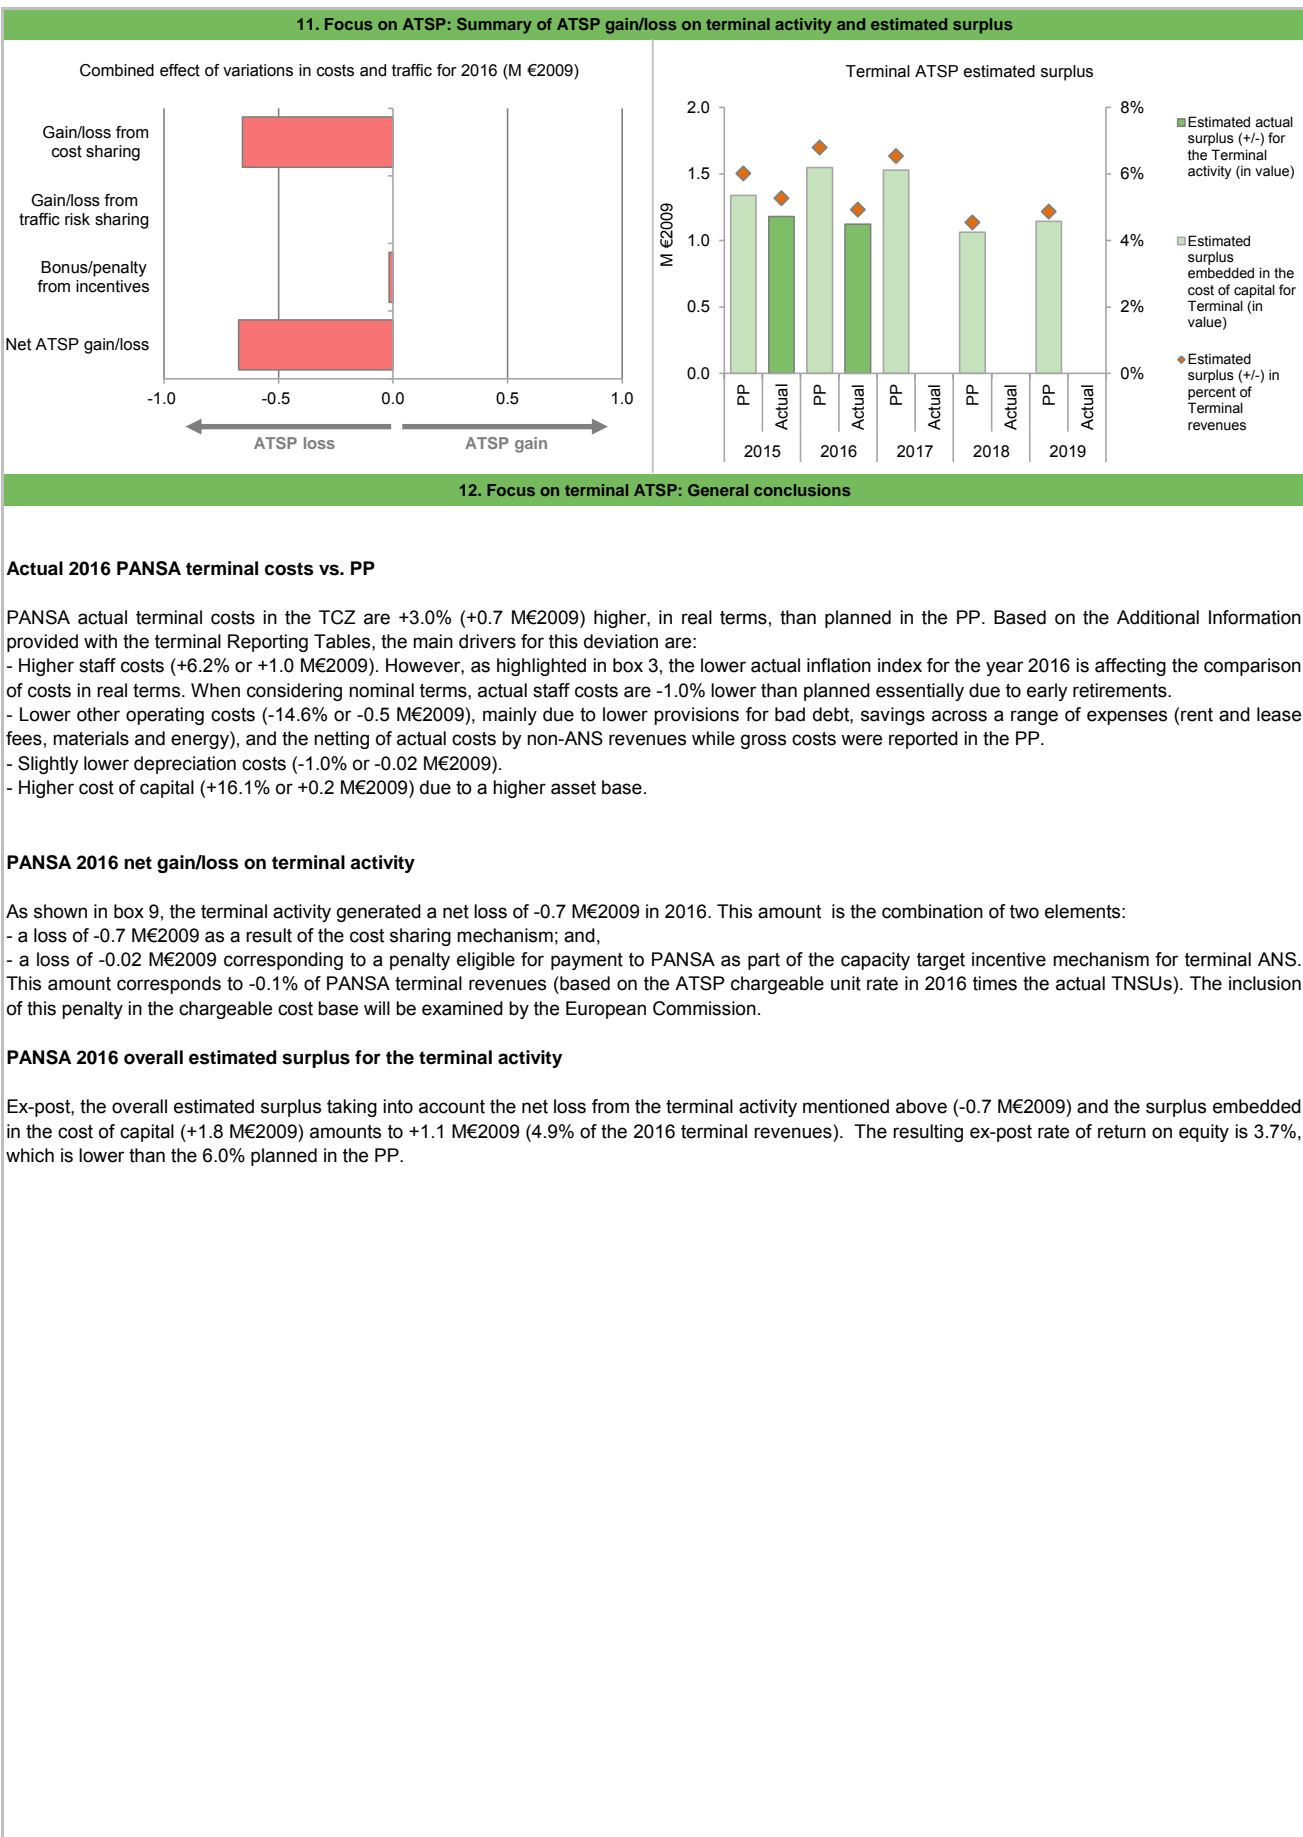 11. Focus on ATSP: Summary of ATSP gain/loss on terminal activity and estimated surplus
Combined effect of variations in costs and traffic for 2016 (M €2009)
Gain/loss from
cost sharing
Gain/loss from
traffic risk sharing
Bonus/penalty
from incentives
Net ATSP gain/loss
-1.0 -0.5 0.0 0.5 1.0
ATSP loss ATSP gain
Terminal ATSP estimated surplus
M €2009
2.0
1.5
1.0
0.5
0.0
8%
6%
4%
2%
0%
PP Actual PP Actual PP Actual PP Actual PP Actual
2015 2016 2017 2018 2019
Estimated actual
surplus (+/-) for
the Terminal
activity (in value)
Estimated
surplus
embedded in the
cost of capital for
Terminal (in
value)
Estimated
surplus (+/-) in
percent of
Terminal
revenues
12. Focus on terminal ATSP: General conclusions
Actual 2016 PANSA terminal costs vs. PP
PANSA actual terminal costs in the TCZ are +3.0% (+0.7 M€2009) higher, in real terms, than planned in the PP. Based on the Additional Information
provided with the terminal Reporting Tables, the main drivers for this deviation are:
- Higher staff costs (+6.2% or +1.0 M€2009). However, as highlighted in box 3, the lower actual inflation index for the year 2016 is affecting the comparison
of costs in real terms. When considering nominal terms, actual staff costs are -1.0% lower than planned essentially due to early retirements.
- Lower other operating costs (-14.6% or -0.5 M€2009), mainly due to lower provisions for bad debt, savings across a range of expenses (rent and lease
fees, materials and energy), and the netting of actual costs by non-ANS revenues while gross costs were reported in the PP.
- Slightly lower depreciation costs (-1.0% or -0.02 M€2009).
- Higher cost of capital (+16.1% or +0.2 M€2009) due to a higher asset base.
PANSA 2016 net gain/loss on terminal activity
As shown in box 9, the terminal activity generated a net loss of -0.7 M€2009 in 2016. This amount is the combination of two elements:
- a loss of -0.7 M€2009 as a result of the cost sharing mechanism; and,
- a loss of -0.02 M€2009 corresponding to a penalty eligible for payment to PANSA as part of the capacity target incentive mechanism for terminal ANS.
This amount corresponds to -0.1% of PANSA terminal revenues (based on the ATSP chargeable unit rate in 2016 times the actual TNSUs). The inclusion
of this penalty in the chargeable cost base will be examined by the European Commission.
PANSA 2016 overall estimated surplus for the terminal activity
Ex-post, the overall estimated surplus taking into account the net loss from the terminal activity mentioned above (-0.7 M€2009) and the surplus embedded
in the cost of capital (+1.8 M€2009) amounts to +1.1 M€2009 (4.9% of the 2016 terminal revenues). The resulting ex-post rate of return on equity is 3.7%,
which is lower than the 6.0% planned in the PP.